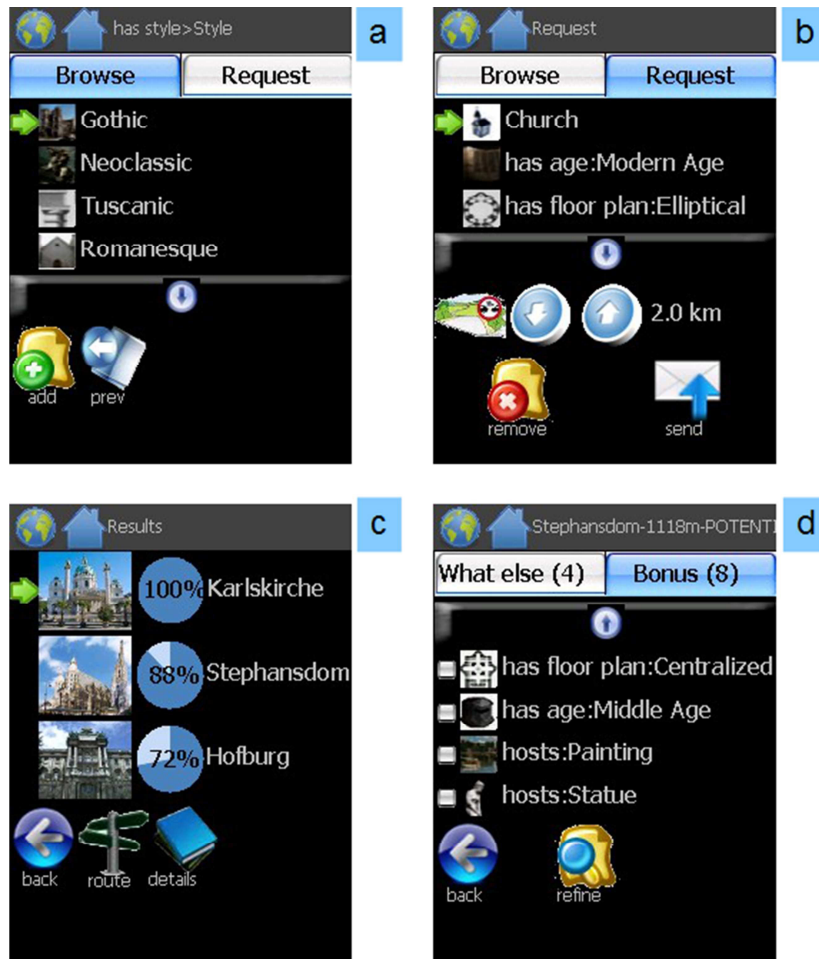 has style>Style
a
Browse
Request
Gothic
Neoclassic
Tuscanic
Romanesque
add
prev
Request
b
Browse
Request
Church
has age:Modern Age
has floor plan:Elliptical
2.0 km
remove
send
Results
c
100% Karlskirche
88% Stephansdom
72% Hofburg
back
route
details
Stephansdom-1118m-POTENTI
d
What else (4)
Bonus (8)
has floor plan:Centralized
has age:Middle Age
hosts:Painting
hosts:Statue
back
refine